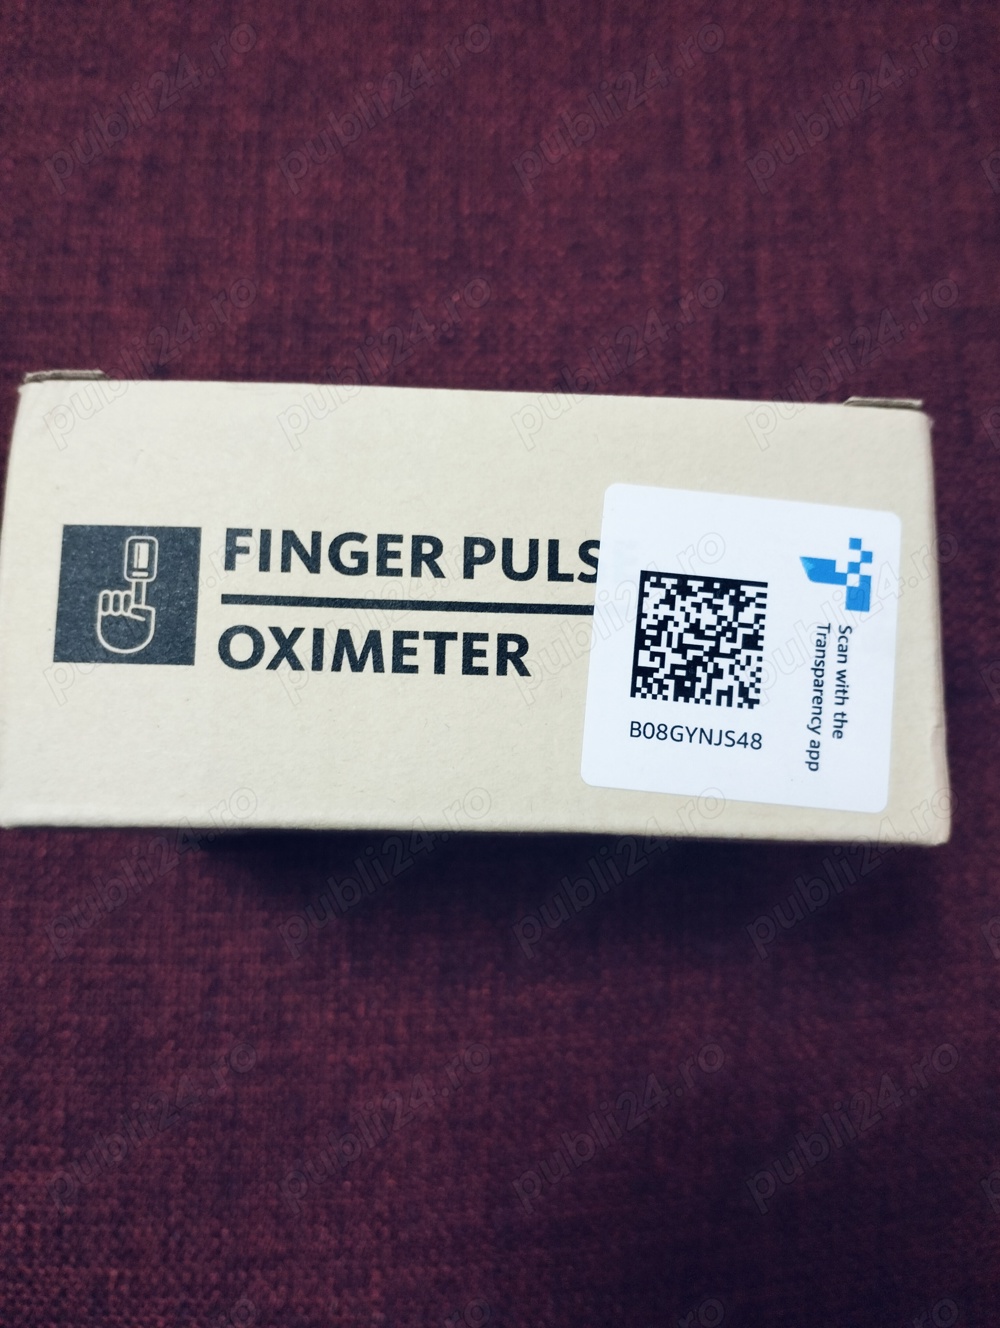 FINGER PULS
OXIMETER
B08GYNJS48
Scan with the
Transparency app
publi24.ro